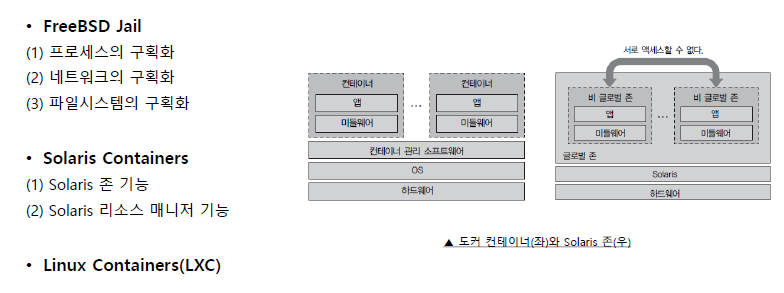 • FreeBSD Jail
(1) 프로세스의 구획화
(2) 네트워크의 구획화
(3) 파일시스템의 구획화
• Solaris Containers
(1) Solaris 존 기능
(2) Solaris 리소스 매니저 기능
• Linux Containers(LXC)
컨테이너
앱
미들웨어
...
컨테이너
앱
미들웨어
컨테이너 관리 소프트웨어
OS
하드웨어
서로 액세스할 수 없다.
비 글로벌 존
앱
미들웨어
...
비 글로벌 존
앱
미들웨어
글로벌 존
Solaris
하드웨어
▲ 도커 컨테이너(좌)와 Solaris 존(우)